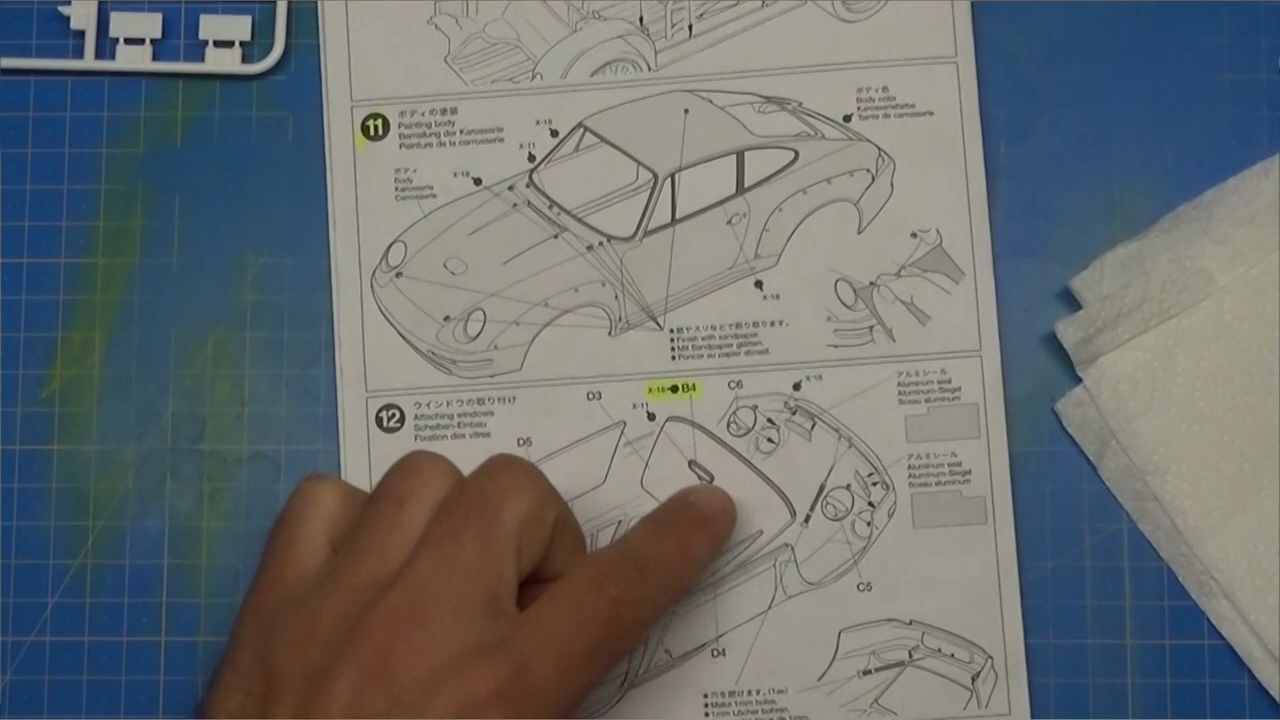 11
ボディの塗装
Painting body
Bemalung der Karosserie
Peinture de la carrosserie
X-18
X-11
X-18
ボディ
Body
Karosserie
Carrosserie
ボディ色
Body color
Karosseriefarbe
Teinte de carrosserie
X-18
★紙ヤスリなどで削り取ります。
★Finish with sandpaper.
★Mit Sandpapier glätten.
★Poncer au papier abrasif.
12
ウインドウの取り付け
Attaching windows
Scheiben-Einbau
Fixation des vitres
D5
D3
X-18
B4
X-11
C6
X-18
アルミシール
Aluminum seal
Aluminum-Siegel
Sceau aluminum
アルミシール
Aluminum seal
Aluminum-Siegel
Sceau aluminum
C5
D4
★穴を開けます。(1㎜)
★Make 1mm holes.
★1mm Löcher bohren.